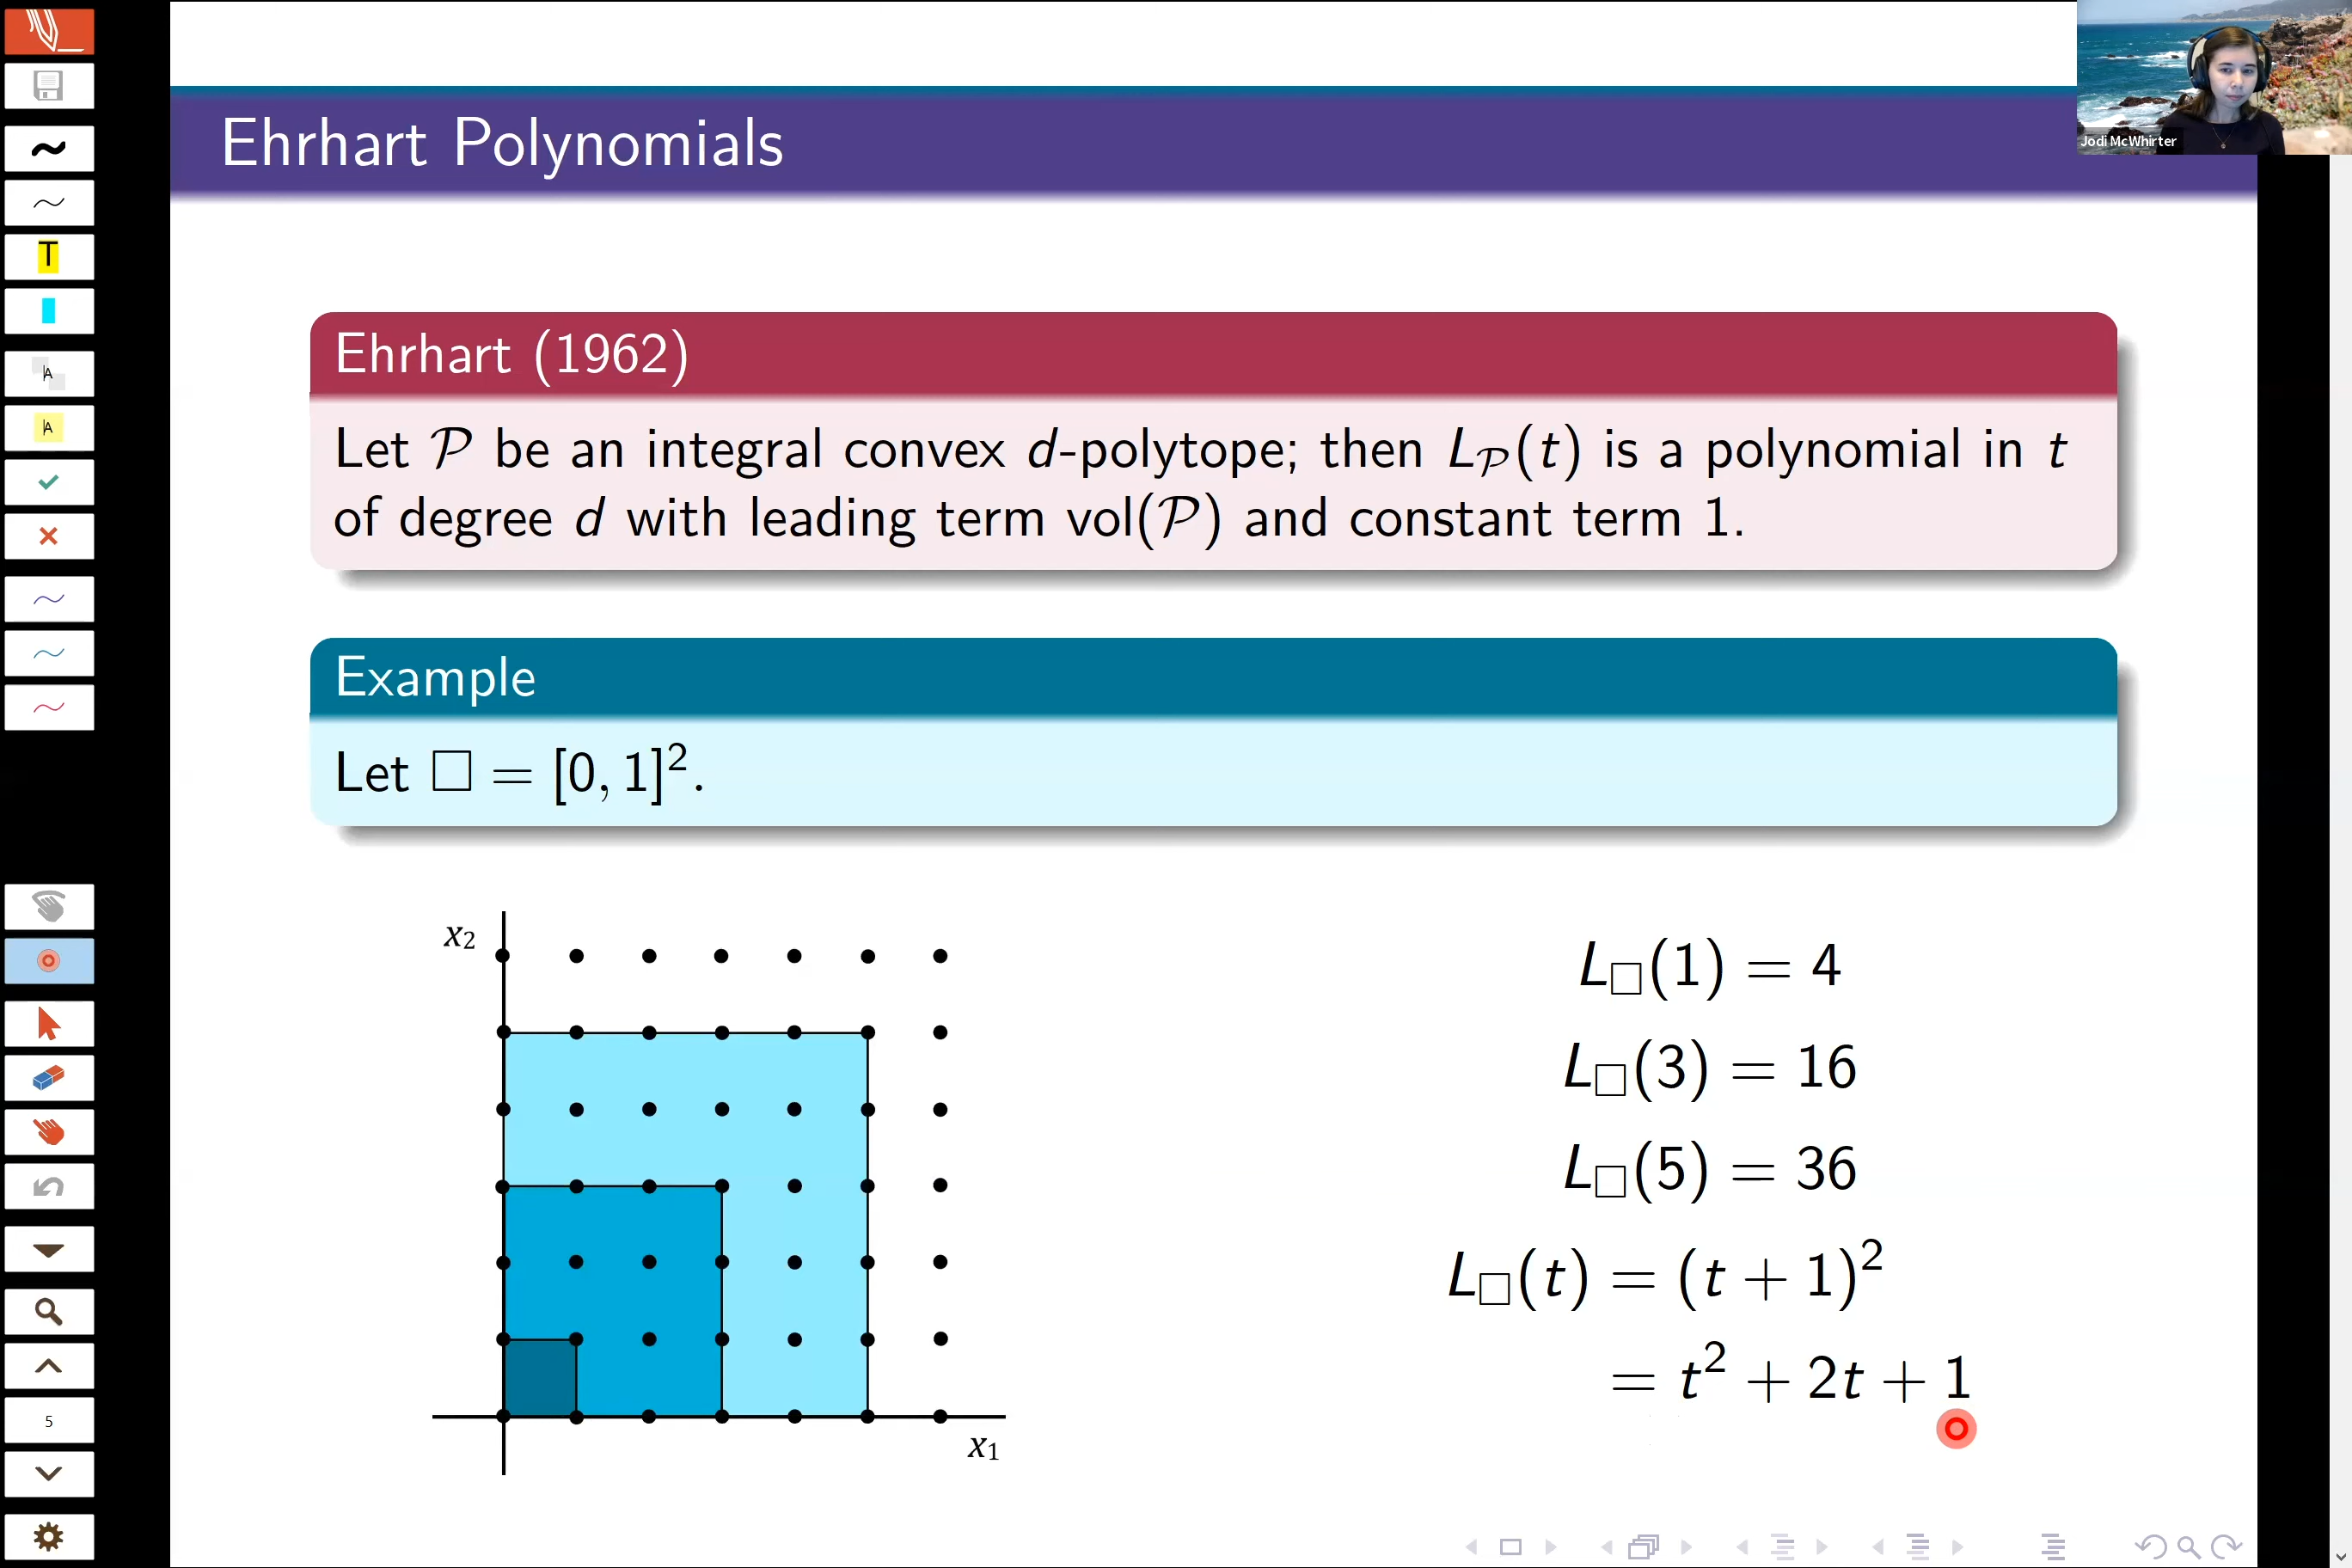 Jodi McWhirter
Ehrhart Polynomials
Ehrhart (1962)
Let 𝒫 be an integral convex d-polytope; then L𝒫(t) is a polynomial in t
of degree d with leading term vol(𝒫) and constant term 1.
Example
Let □ = [0, 1]².
x₂
x₁
L□(1) = 4
L□(3) = 16
L□(5) = 36
L□(t) = (t + 1)²
= t² + 2t + 1
T
A
A
5